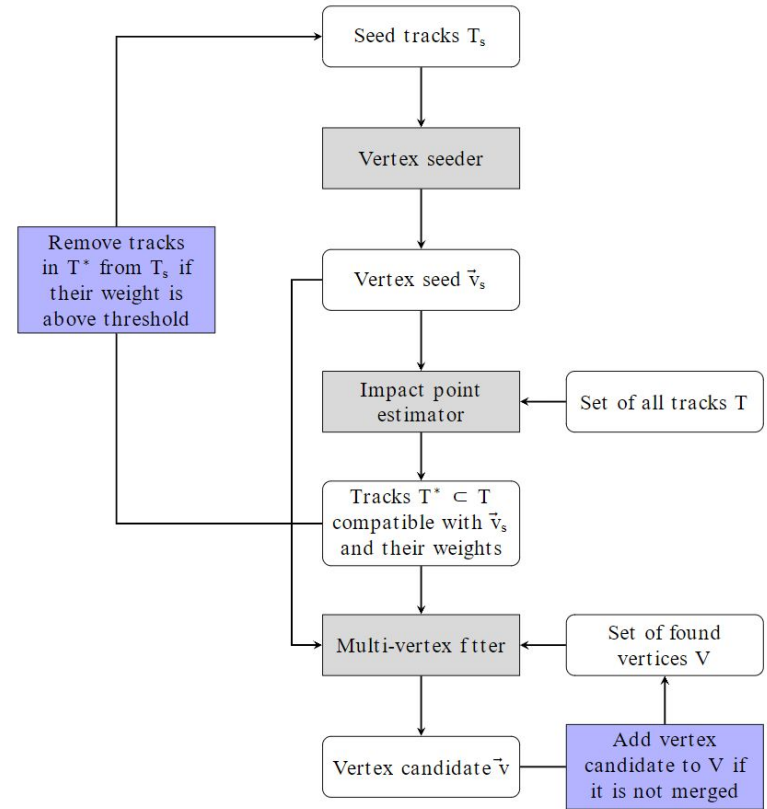 Seed tracks Tₛ
Vertex seeder
Remove tracks
in T* from Tₛ if
their weight is
above threshold
Vertex seed v⃗ₛ
Impact point
estimator
Set of all tracks T
Tracks T* ⊂ T
compatible with v⃗ₛ
and their weights
Multi-vertex ftter
Set of found
vertices V
Vertex candidate v⃗
Add vertex
candidate to V if
it is not merged